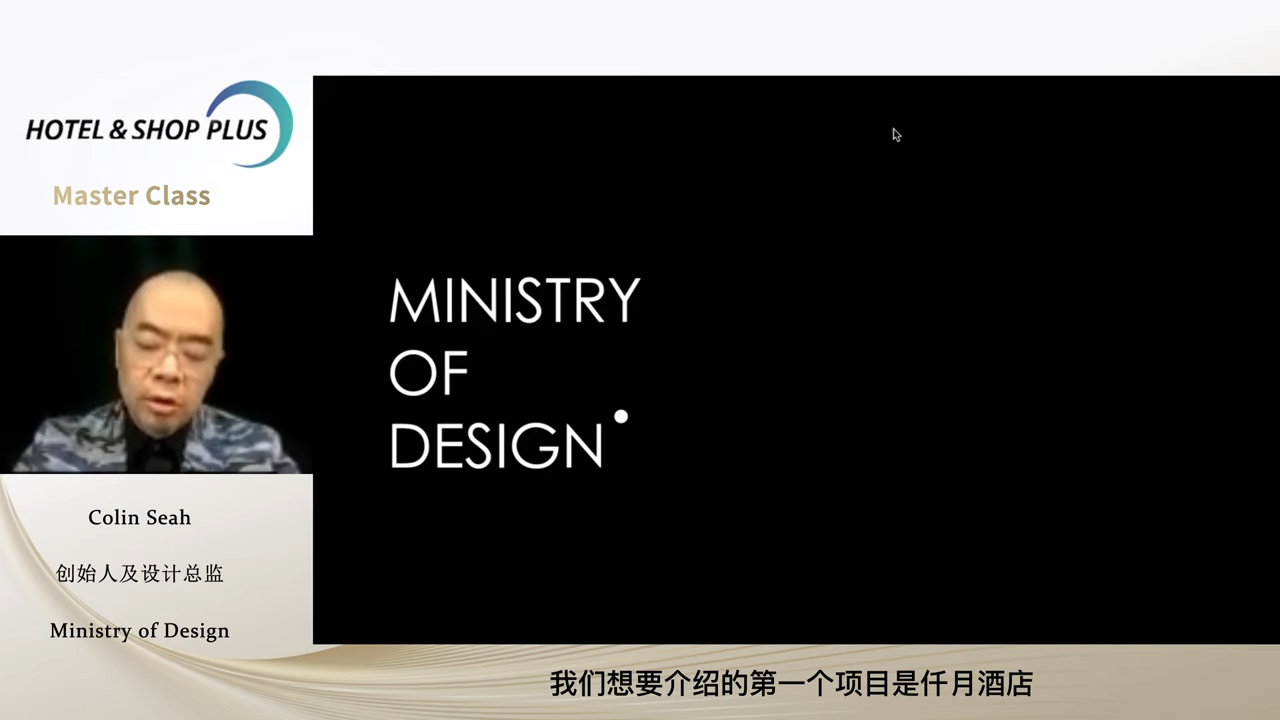 HOTEL & SHOP PLUS
Master Class
MINISTRY
OF
DESIGN
Colin Seah
创始人及设计总监
Ministry of Design
我们想要介绍的第一个项目是仟月酒店